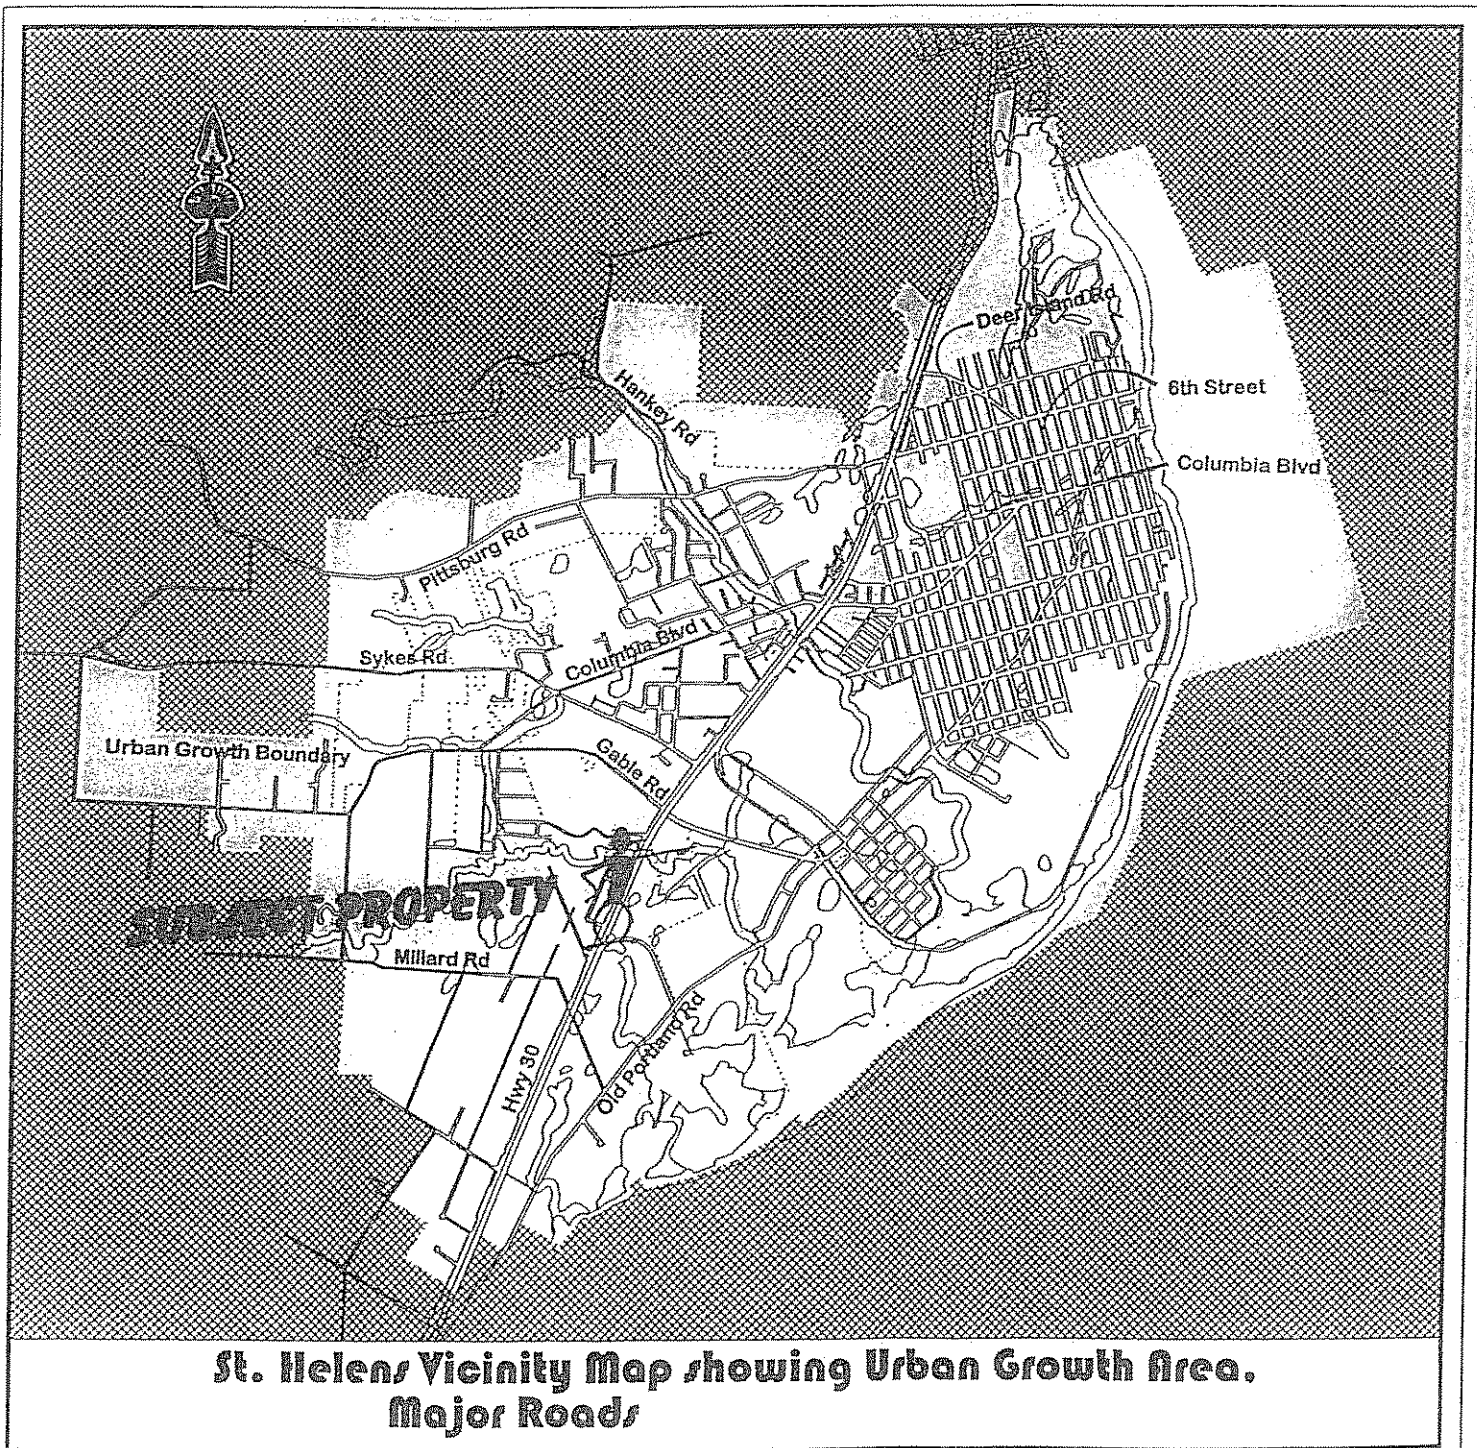 Deer Island Rd
6th Street
Hankey Rd
Columbia Blvd
Pittsburg Rd
Columbia Blvd
Sykes Rd
Urban Growth Boundary
Gable Rd
SUBJECT PROPERTY
Millard Rd
Hwy 30
Old Portland Rd
St. Helens Vicinity Map showing Urban Growth Area.
Major Roads